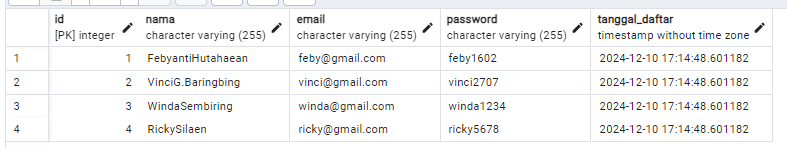 id nama email password tanggal_daftar
[PK] integer character varying (255) character varying (255) character varying (255) timestamp without time zone
1 1 FebyantiHutahaean feby@gmail.com feby1602 2024-12-10 17:14:48.601182
2 2 VinciG.Baringbing vinci@gmail.com vinci2707 2024-12-10 17:14:48.601182
3 3 WindaSembiring winda@gmail.com winda1234 2024-12-10 17:14:48.601182
4 4 RickySilaen ricky@gmail.com ricky5678 2024-12-10 17:14:48.601182